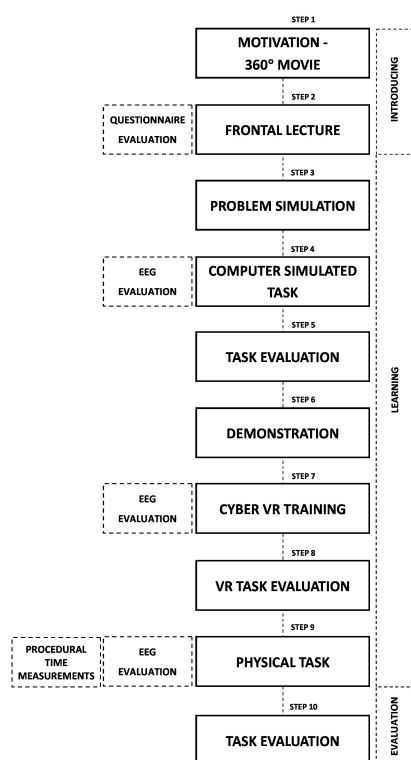 STEP 1
MOTIVATION -
360° MOVIE
INTRODUCING
STEP 2
QUESTIONNAIRE
EVALUATION
FRONTAL LECTURE
STEP 3
PROBLEM SIMULATION
STEP 4
EEG
EVALUATION
COMPUTER SIMULATED
TASK
STEP 5
TASK EVALUATION
LEARNING
STEP 6
DEMONSTRATION
STEP 7
EEG
EVALUATION
CYBER VR TRAINING
STEP 8
VR TASK EVALUATION
STEP 9
PROCEDURAL
TIME
MEASUREMENTS
EEG
EVALUATION
PHYSICAL TASK
STEP 10
TASK EVALUATION
EVALUATION